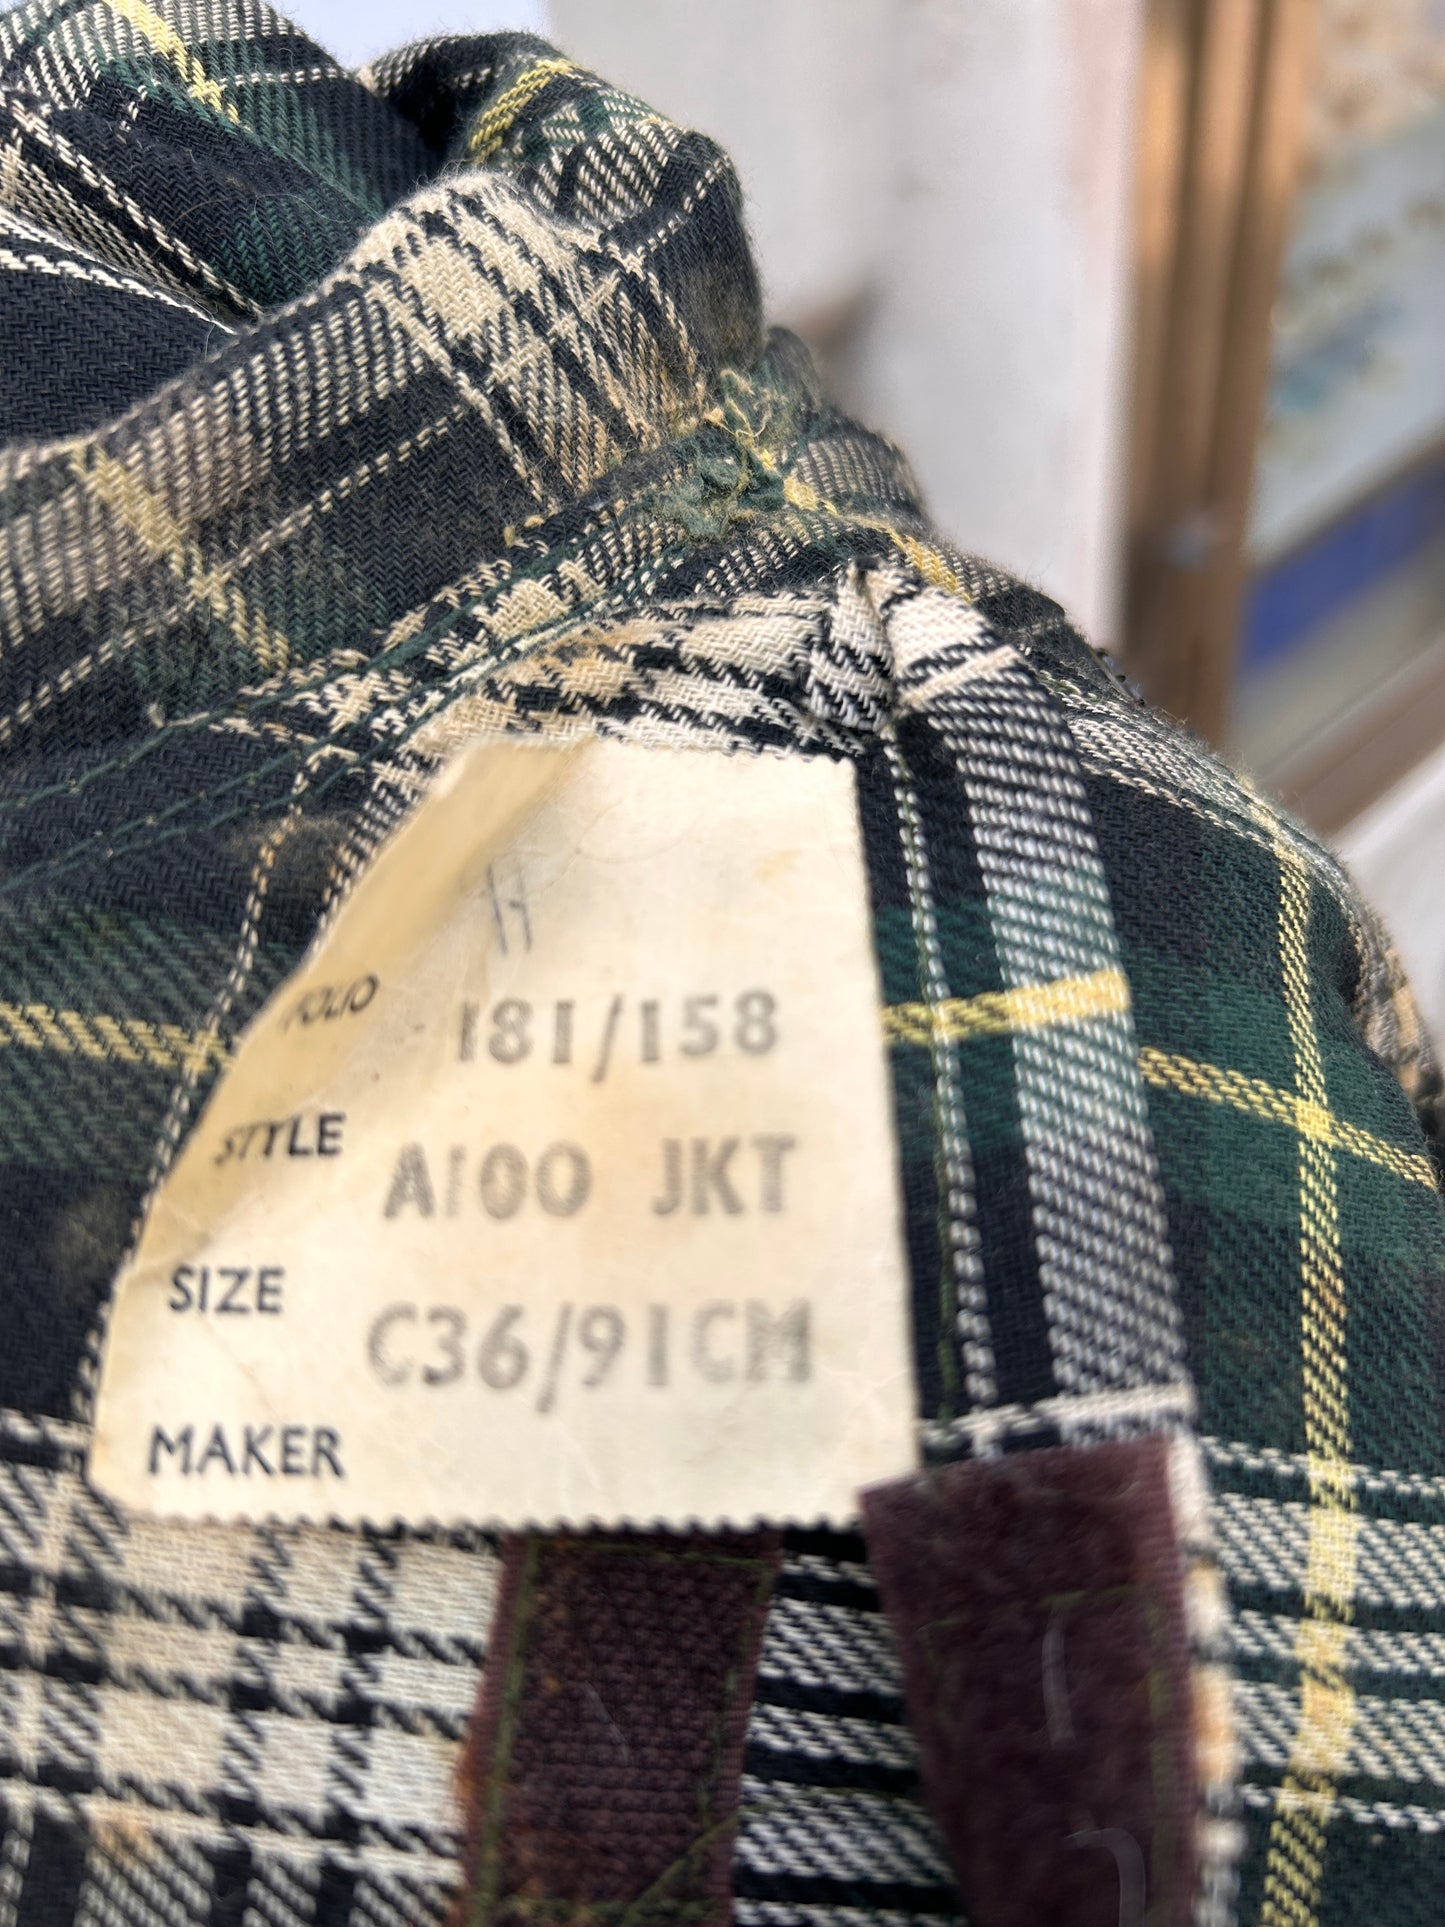 FOLIO 181/158
STYLE A100 JKT
SIZE C36/91CM
MAKER